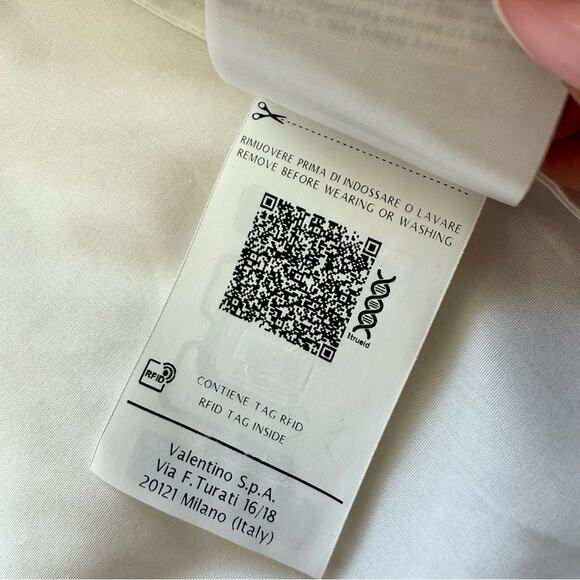 RIMUOVERE PRIMA DI INDOSSARE O LAVARE
REMOVE BEFORE WEARING OR WASHING
1trueid
RFID
CONTIENE TAG RFID
RFID TAG INSIDE
Valentino S.p.A.
Via F.Turati 16/18
20121 Milano (Italy)